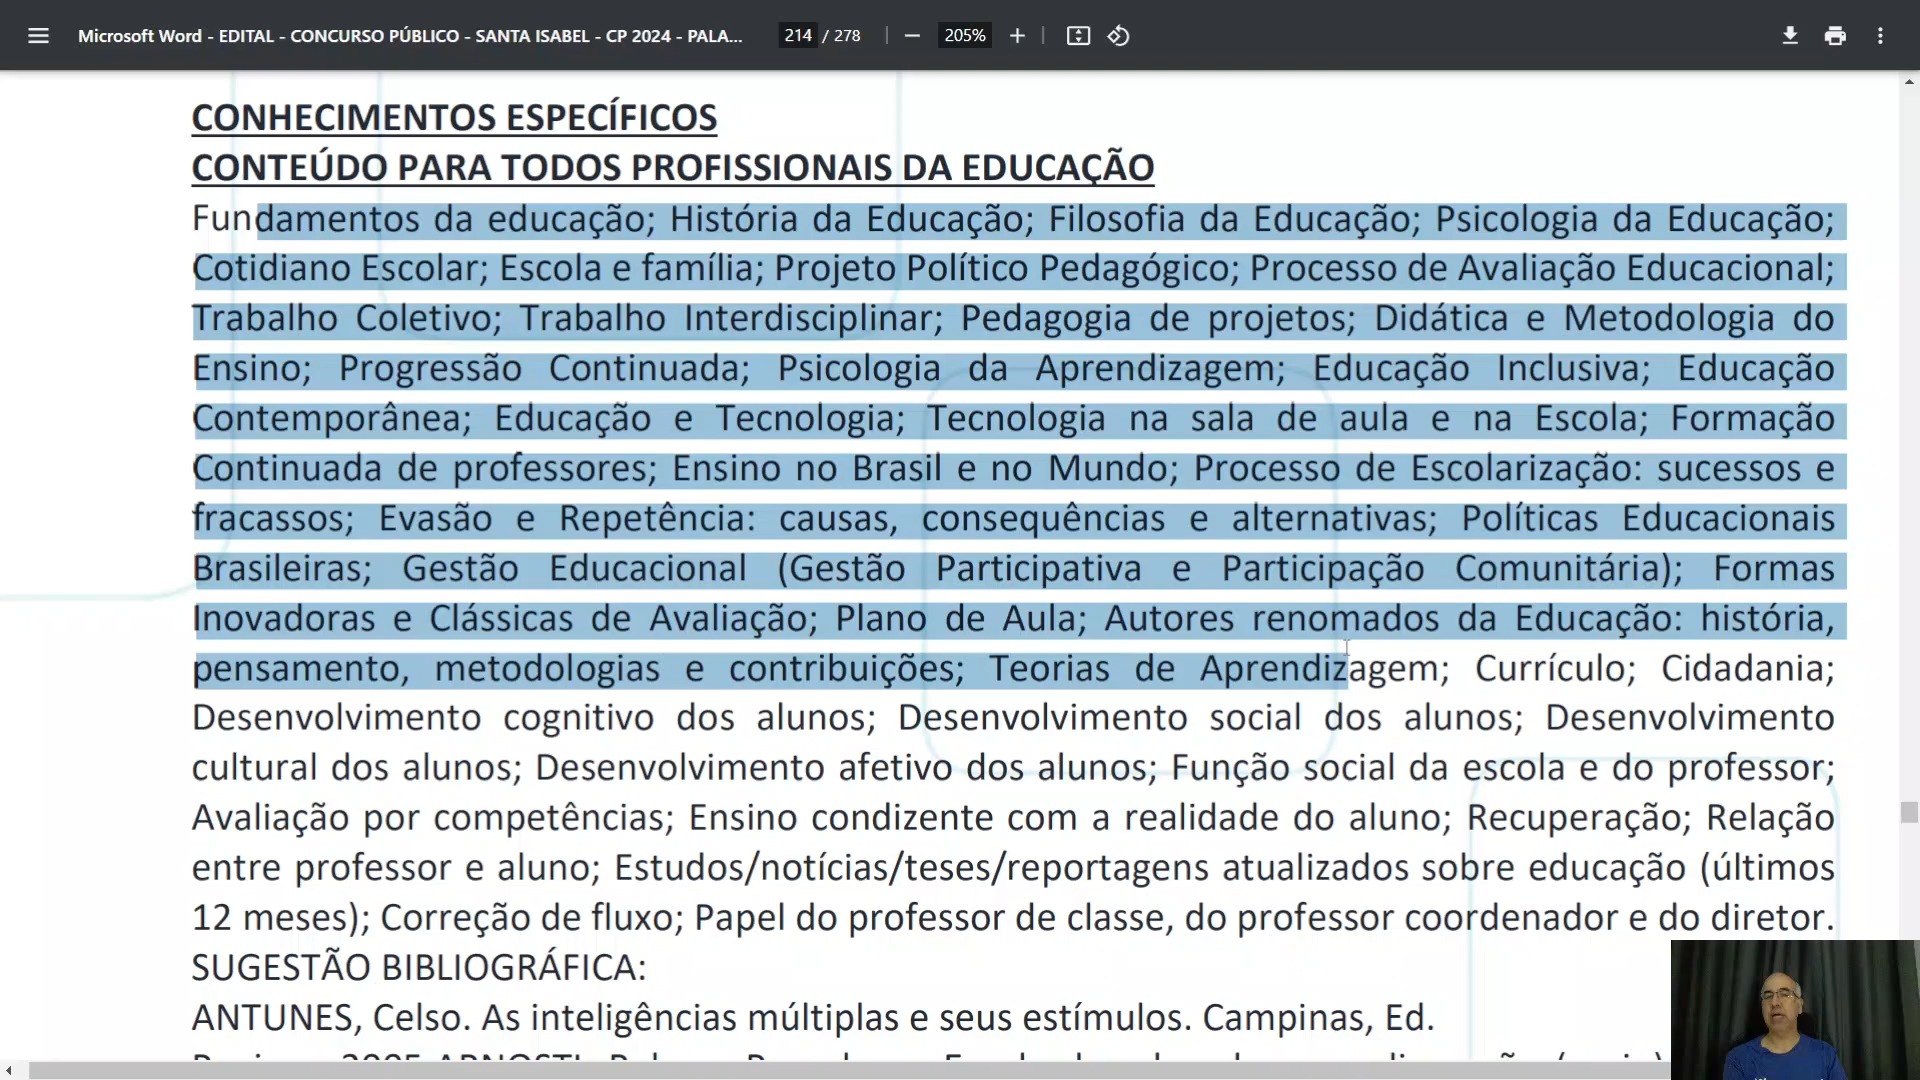 Microsoft Word - EDITAL - CONCURSO PÚBLICO - SANTA ISABEL - CP 2024 - PALA... 214 / 278 205%
CONHECIMENTOS ESPECÍFICOS
CONTEÚDO PARA TODOS PROFISSIONAIS DA EDUCAÇÃO
Fundamentos da educação; História da Educação; Filosofia da Educação; Psicologia da Educação;
Cotidiano Escolar; Escola e família; Projeto Político Pedagógico; Processo de Avaliação Educacional;
Trabalho Coletivo; Trabalho Interdisciplinar; Pedagogia de projetos; Didática e Metodologia do
Ensino; Progressão Continuada; Psicologia da Aprendizagem; Educação Inclusiva; Educação
Contemporânea; Educação e Tecnologia; Tecnologia na sala de aula e na Escola; Formação
Continuada de professores; Ensino no Brasil e no Mundo; Processo de Escolarização: sucessos e
fracassos; Evasão e Repetência: causas, consequências e alternativas; Políticas Educacionais
Brasileiras; Gestão Educacional (Gestão Participativa e Participação Comunitária); Formas
Inovadoras e Clássicas de Avaliação; Plano de Aula; Autores renomados da Educação: história,
pensamento, metodologias e contribuições; Teorias de Aprendizagem; Currículo; Cidadania;
Desenvolvimento cognitivo dos alunos; Desenvolvimento social dos alunos; Desenvolvimento
cultural dos alunos; Desenvolvimento afetivo dos alunos; Função social da escola e do professor;
Avaliação por competências; Ensino condizente com a realidade do aluno; Recuperação; Relação
entre professor e aluno; Estudos/notícias/teses/reportagens atualizados sobre educação (últimos
12 meses); Correção de fluxo; Papel do professor de classe, do professor coordenador e do diretor.
SUGESTÃO BIBLIOGRÁFICA:
ANTUNES, Celso. As inteligências múltiplas e seus estímulos. Campinas, Ed.